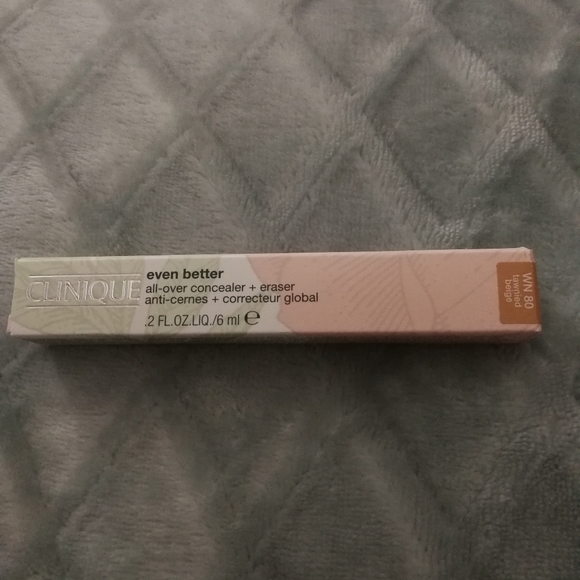 CLINIQUE
even better
all-over concealer + eraser
anti-cernes + correcteur global
.2 FL.OZ.LIQ./6 ml ℮
WN 80
tawnied
beige